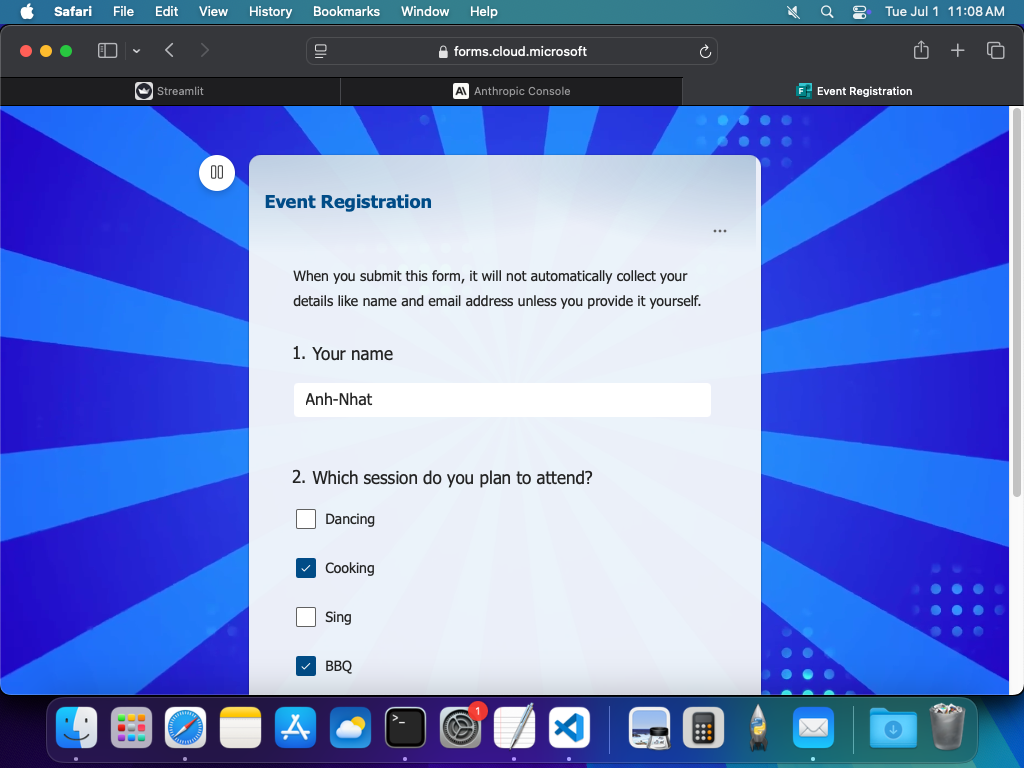 Safari File Edit View History Bookmarks Window Help Tue Jul 1 11:08 AM
forms.cloud.microsoft
Streamlit
Anthropic Console
Event Registration
Event Registration
...
When you submit this form, it will not automatically collect your
details like name and email address unless you provide it yourself.
1. Your name
Anh-Nhat
2. Which session do you plan to attend?
Dancing
Cooking
Sing
BBQ
1